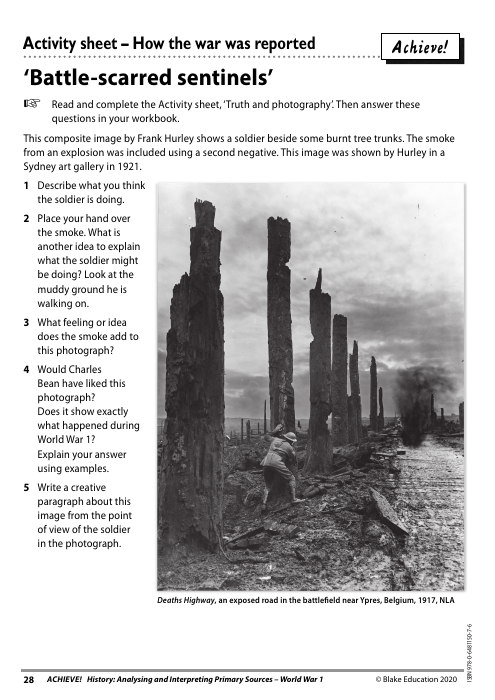 Activity sheet – How the war was reported
Achieve!
‘Battle-scarred sentinels’
Read and complete the Activity sheet, ‘Truth and photography’. Then answer these
questions in your workbook.
This composite image by Frank Hurley shows a soldier beside some burnt tree trunks. The smoke
from an explosion was included using a second negative. This image was shown by Hurley in a
Sydney art gallery in 1921.
1 Describe what you think
the soldier is doing.
2 Place your hand over
the smoke. What is
another idea to explain
what the soldier might
be doing? Look at the
muddy ground he is
walking on.
3 What feeling or idea
does the smoke add to
this photograph?
4 Would Charles
Bean have liked this
photograph?
Does it show exactly
what happened during
World War 1?
Explain your answer
using examples.
5 Write a creative
paragraph about this
image from the point
of view of the soldier
in the photograph.
Deaths Highway, an exposed road in the battlefield near Ypres, Belgium, 1917, NLA
28 ACHIEVE! History: Analysing and Interpreting Primary Sources – World War 1
© Blake Education 2020
ISBN 978-0-6481150-7-6